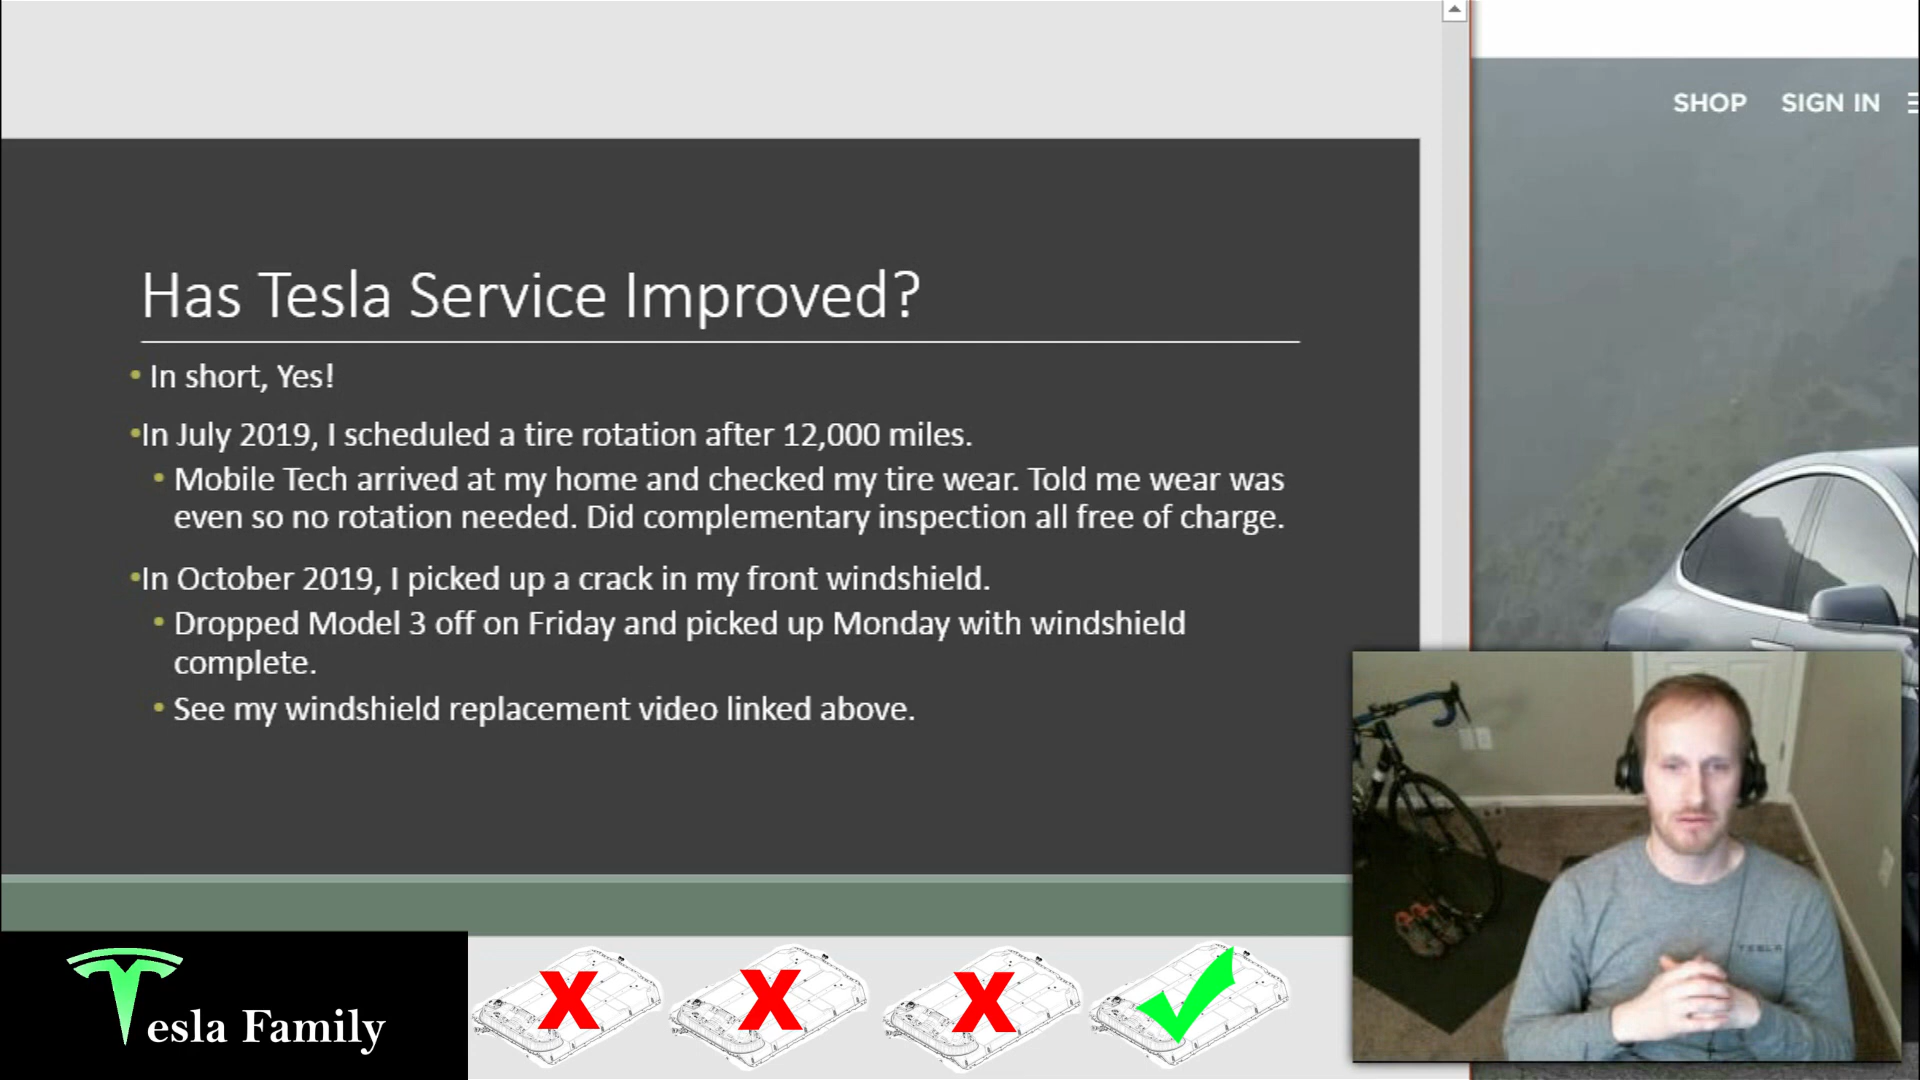 SHOP SIGN IN
Has Tesla Service Improved?
• In short, Yes!
•In July 2019, I scheduled a tire rotation after 12,000 miles.
• Mobile Tech arrived at my home and checked my tire wear. Told me wear was
even so no rotation needed. Did complementary inspection all free of charge.
•In October 2019, I picked up a crack in my front windshield.
• Dropped Model 3 off on Friday and picked up Monday with windshield
complete.
• See my windshield replacement video linked above.
TESLA
Tesla Family
X X X